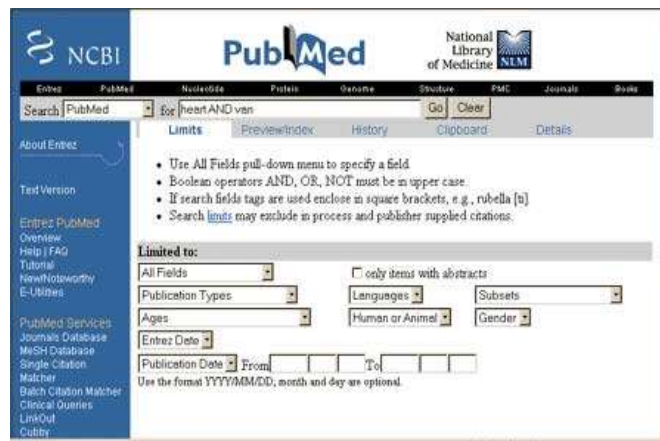 NCBI
PubMed
National
Library
of Medicine NLM
Entrez PubMed Nucleotide Protein Genome Structure PMC Journals Books
Search PubMed for heart AND van Go Clear
Limits Preview/Index History Clipboard Details
About Entrez
Text Version
Entrez PubMed
Overview
Help | FAQ
Tutorial
New/Noteworthy
E-Utilities
PubMed Services
Journals Database
MeSH Database
Single Citation
Matcher
Batch Citation Matcher
Clinical Queries
LinkOut
Cubby
• Use All Fields pull-down menu to specify a field.
• Boolean operators AND, OR, NOT must be in upper case.
• If search fields tags are used enclose in square brackets, e.g., rubella [ti].
• Search limits may exclude in process and publisher supplied citations.
Limited to:
All Fields only items with abstracts
Publication Types Languages Subsets
Ages Human or Animal Gender
Entrez Date
Publication Date From To
Use the format YYYY/MM/DD; month and day are optional.